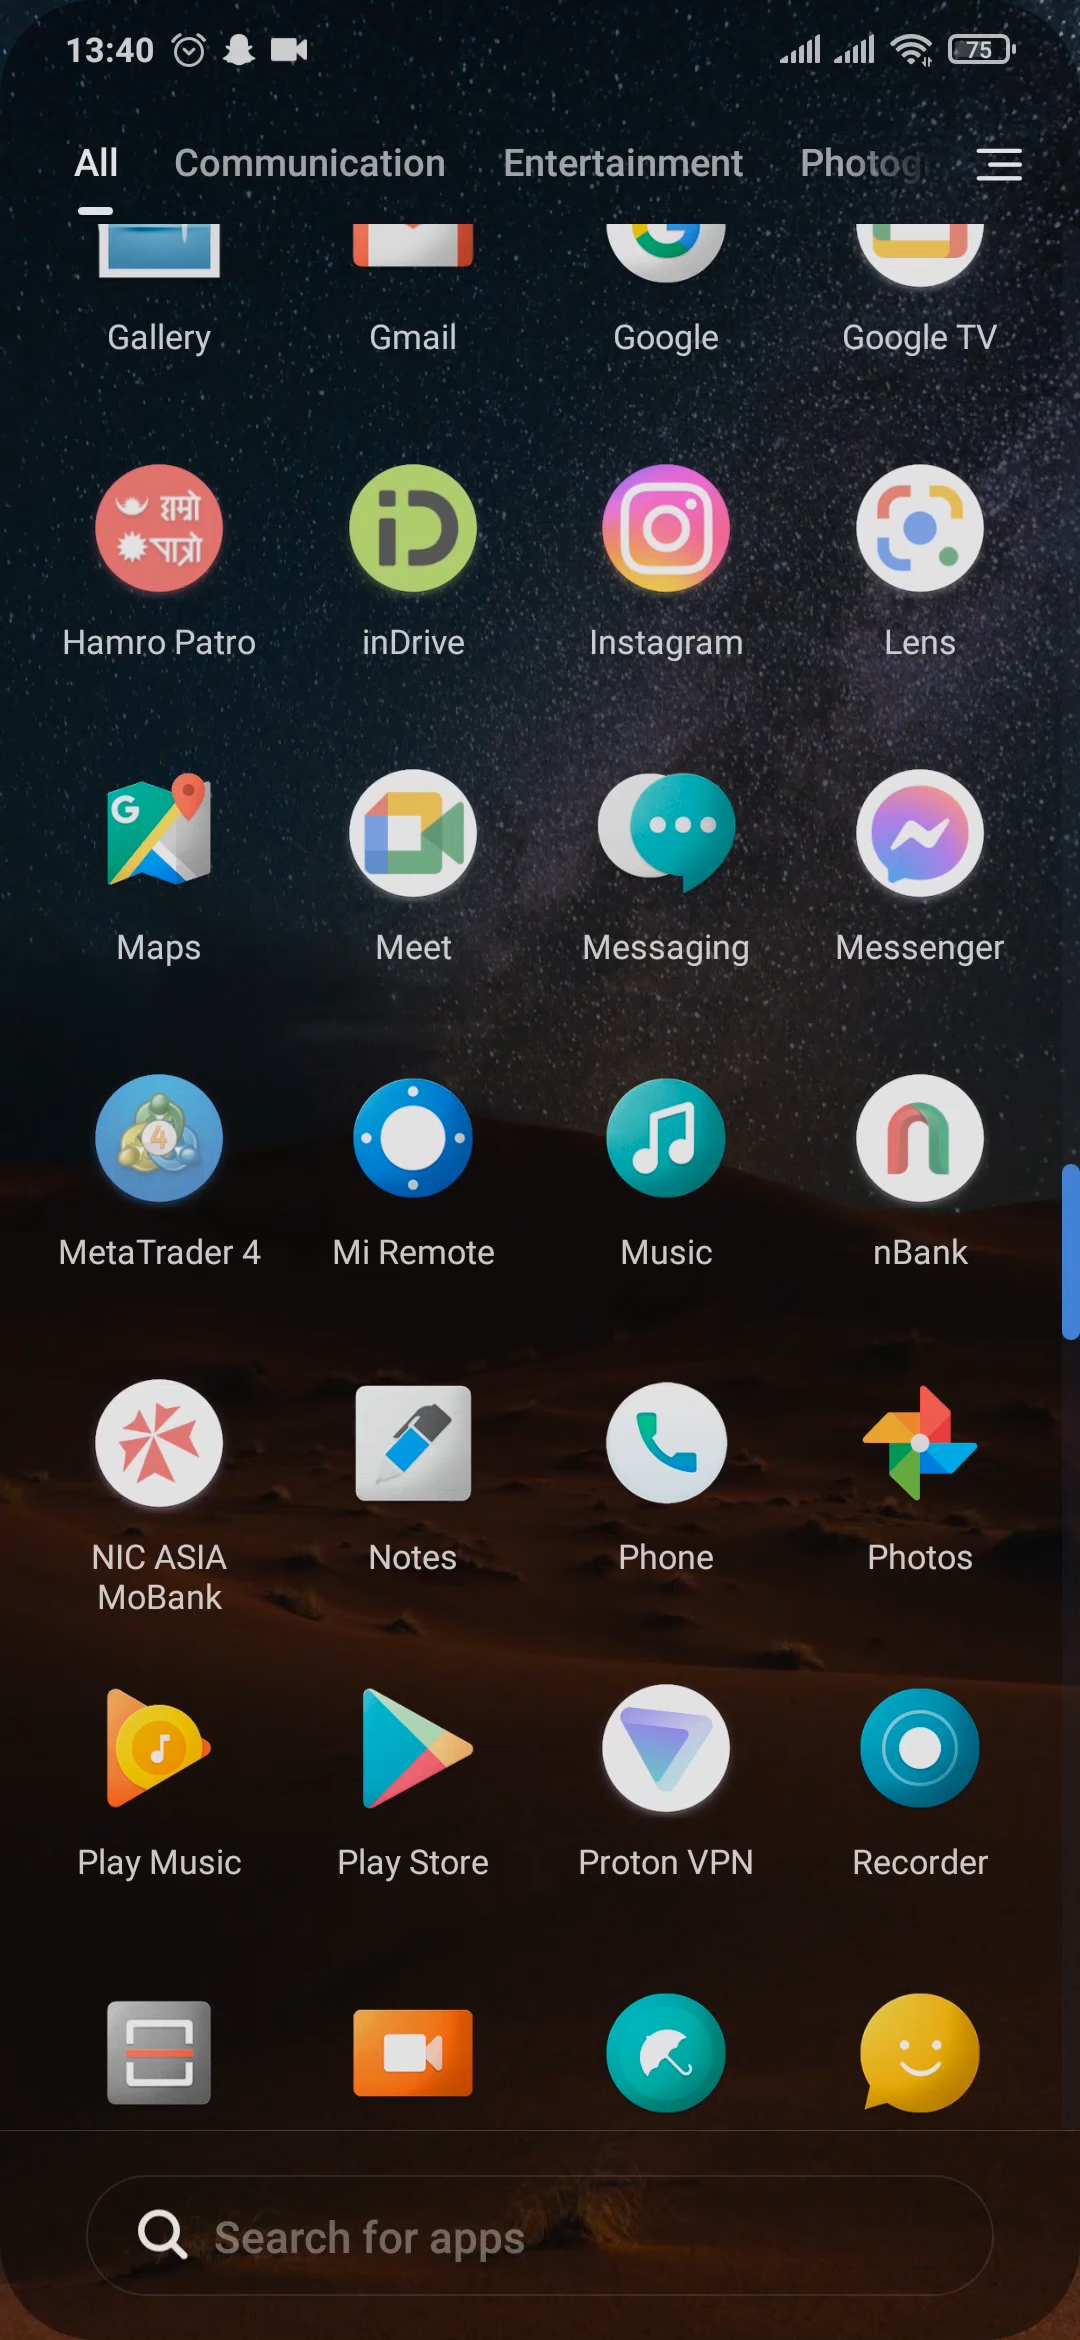 13:40 75
All Communication Entertainment Photog
Gallery Gmail Google Google TV
हाम्रो
पात्रो
iD
Hamro Patro inDrive Instagram Lens
G
Maps Meet Messaging Messenger
4
n
MetaTrader 4 Mi Remote Music nBank
NIC ASIA Notes Phone Photos
MoBank
Play Music Play Store Proton VPN Recorder
Search for apps